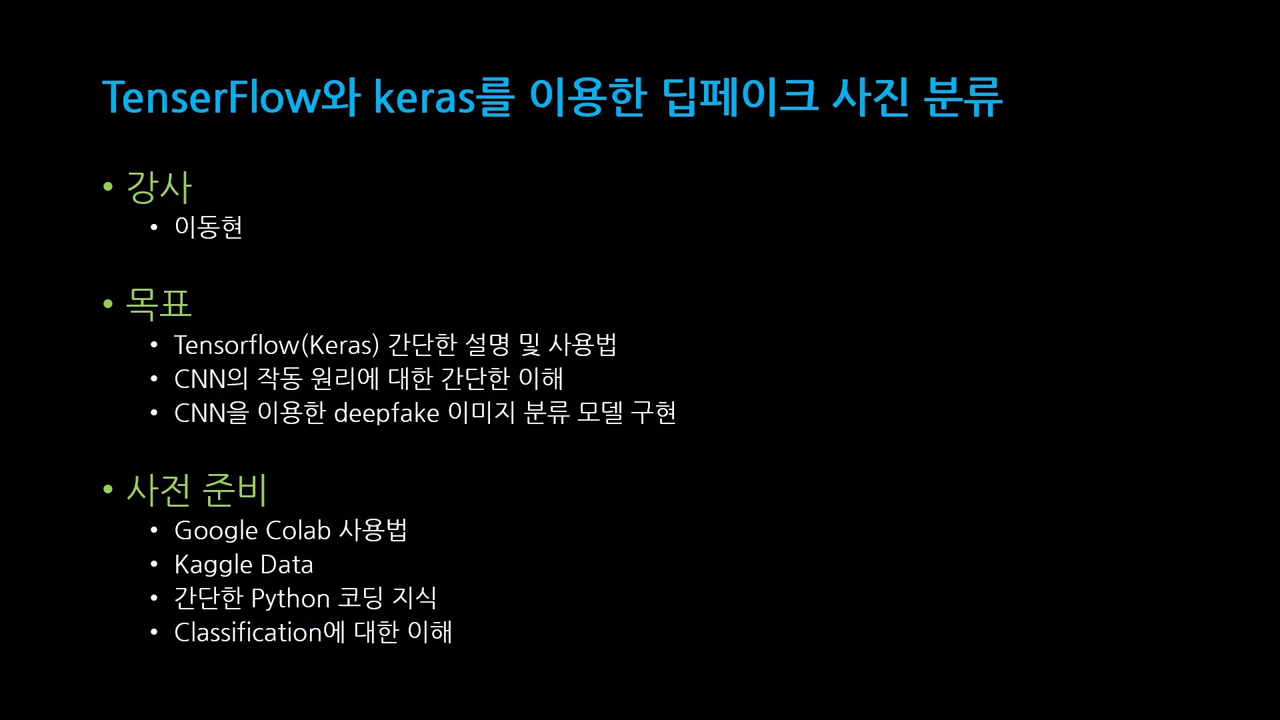 TenserFlow와 keras를 이용한 딥페이크 사진 분류
• 강사
• 이동현
• 목표
• Tensorflow(Keras) 간단한 설명 및 사용법
• CNN의 작동 원리에 대한 간단한 이해
• CNN을 이용한 deepfake 이미지 분류 모델 구현
• 사전 준비
• Google Colab 사용법
• Kaggle Data
• 간단한 Python 코딩 지식
• Classification에 대한 이해